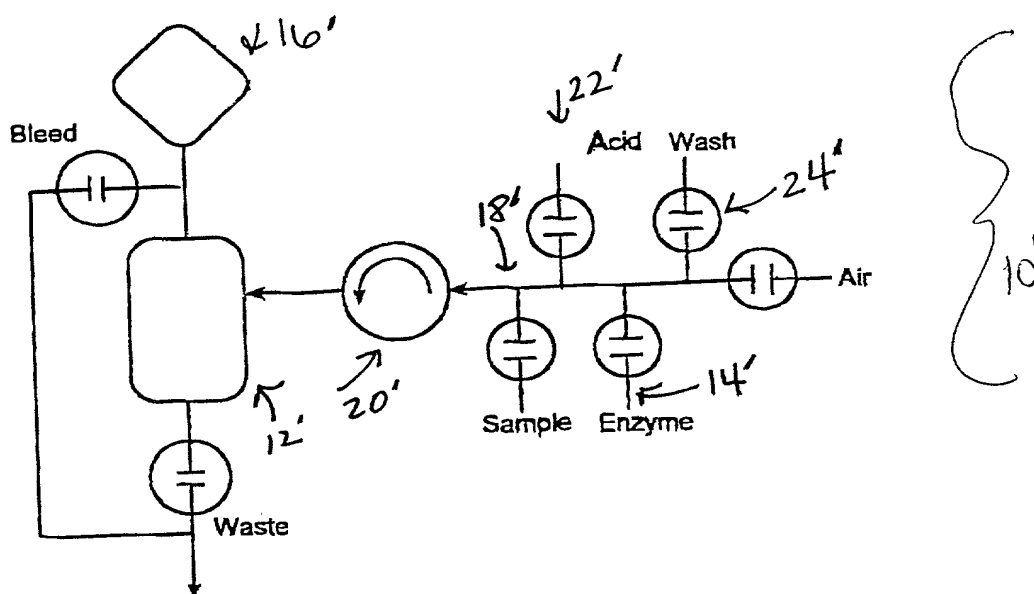 16'
Bleed
22'
Acid
Wash
24'
18'
Air
10'
20'
12'
14'
Sample
Enzyme
Waste